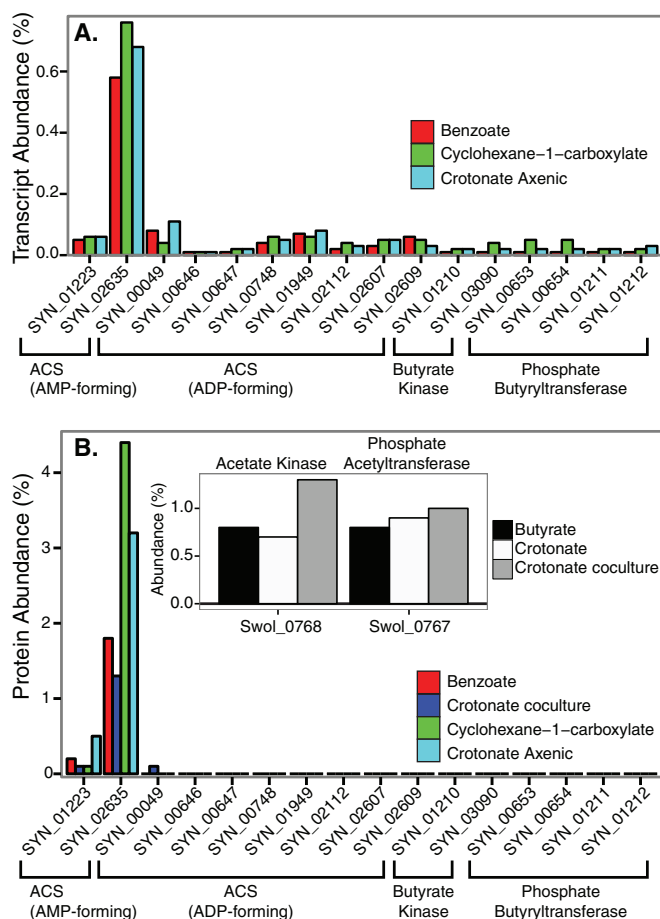 A.
Transcript Abundance (%)
0.6
0.4
0.2
0.0
Benzoate
Cyclohexane−1−carboxylate
Crotonate Axenic
SYN_01223
SYN_02635
SYN_00049
SYN_00646
SYN_00647
SYN_00748
SYN_01949
SYN_02112
SYN_02607
SYN_02609
SYN_01210
SYN_03090
SYN_00653
SYN_00654
SYN_01211
SYN_01212
ACS
(AMP-forming)
ACS
(ADP-forming)
Butyrate
Kinase
Phosphate
Butyryltransferase
B.
Protein Abundance (%)
4
3
2
1
0
Acetate Kinase
Phosphate
Acetyltransferase
Abundance (%)
1.0
0.5
0.0
Swol_0768
Swol_0767
Butyrate
Crotonate
Crotonate coculture
Benzoate
Crotonate coculture
Cyclohexane−1−carboxylate
Crotonate Axenic
SYN_01223
SYN_02635
SYN_00049
SYN_00646
SYN_00647
SYN_00748
SYN_01949
SYN_02112
SYN_02607
SYN_02609
SYN_01210
SYN_03090
SYN_00653
SYN_00654
SYN_01211
SYN_01212
ACS
(AMP-forming)
ACS
(ADP-forming)
Butyrate
Kinase
Phosphate
Butyryltransferase